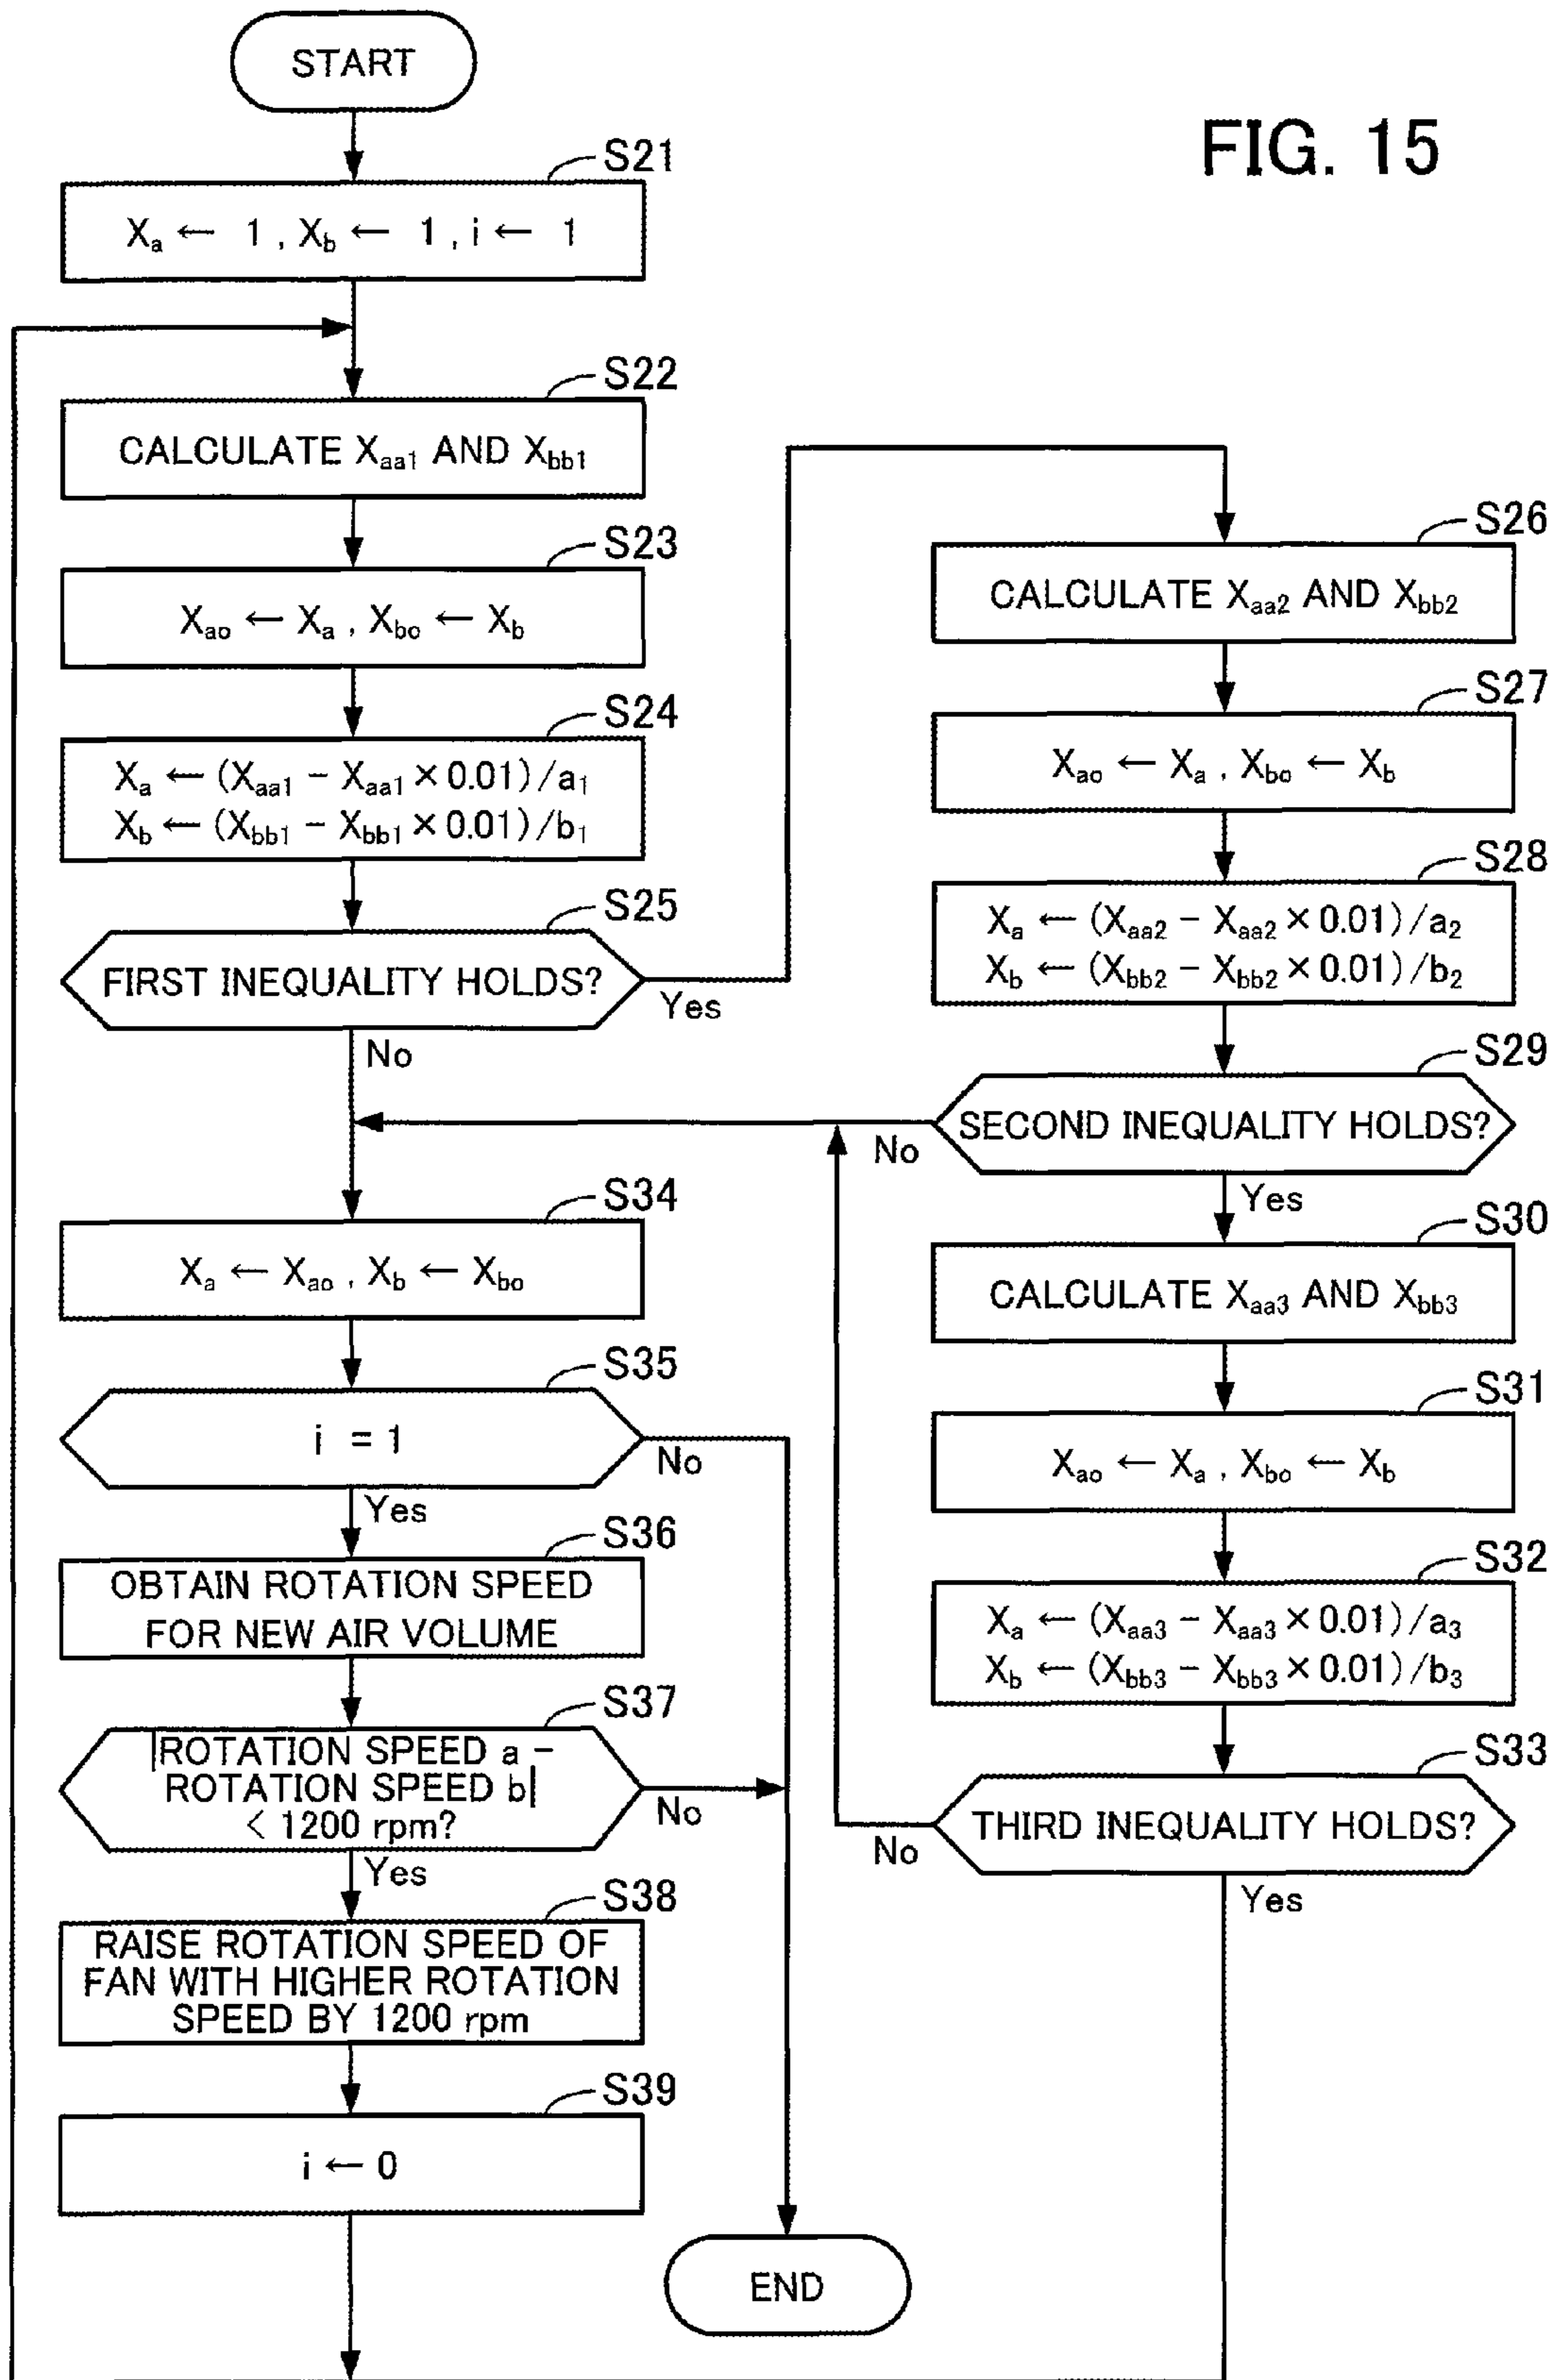 START
FIG. 15
S21
Xa ← 1 , Xb ← 1 , i ← 1
S22
CALCULATE Xaa1 AND Xbb1
S23
Xao ← Xa , Xbo ← Xb
S24
Xa ← (Xaa1 − Xaa1 × 0.01)/a1
Xb ← (Xbb1 − Xbb1 × 0.01)/b1
S25
FIRST INEQUALITY HOLDS?
Yes
No
S26
CALCULATE Xaa2 AND Xbb2
S27
Xao ← Xa , Xbo ← Xb
S28
Xa ← (Xaa2 − Xaa2 × 0.01)/a2
Xb ← (Xbb2 − Xbb2 × 0.01)/b2
S29
SECOND INEQUALITY HOLDS?
No
Yes
S30
CALCULATE Xaa3 AND Xbb3
S31
Xao ← Xa , Xbo ← Xb
S32
Xa ← (Xaa3 − Xaa3 × 0.01)/a3
Xb ← (Xbb3 − Xbb3 × 0.01)/b3
S33
THIRD INEQUALITY HOLDS?
No
Yes
S34
Xa ← Xao , Xb ← Xbo
S35
i = 1
No
Yes
S36
OBTAIN ROTATION SPEED
FOR NEW AIR VOLUME
S37
|ROTATION SPEED a −
ROTATION SPEED b|
< 1200 rpm?
No
Yes
S38
RAISE ROTATION SPEED OF
FAN WITH HIGHER ROTATION
SPEED BY 1200 rpm
S39
i ← 0
END